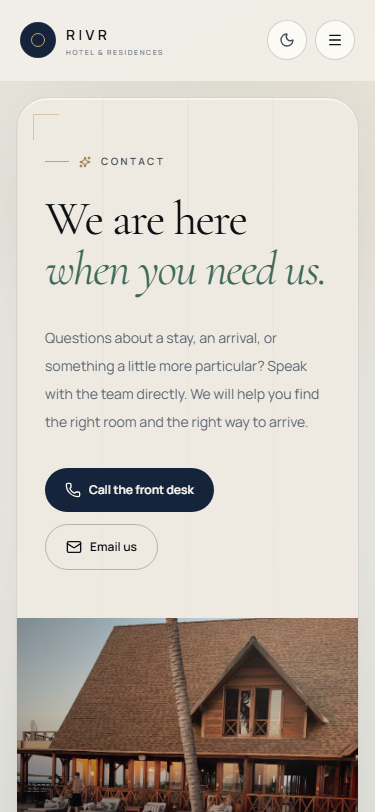 RIVR
HOTEL & RESIDENCES
CONTACT
We are here
when you need us.
Questions about a stay, an arrival, or
something a little more particular? Speak
with the team directly. We will help you find
the right room and the right way to arrive.
Call the front desk
Email us